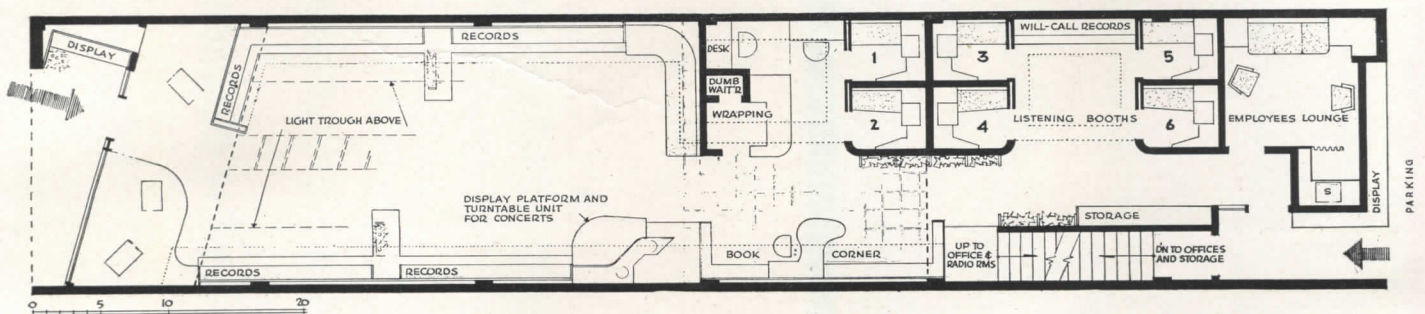 DISPLAY
RECORDS
RECORDS
LIGHT TROUGH ABOVE
DISPLAY PLATFORM AND
TURNTABLE UNIT
FOR CONCERTS
RECORDS
RECORDS
DESK
DUMB
WAIT'R
WRAPPING
1
2
BOOK CORNER
3
4
WILL-CALL RECORDS
LISTENING BOOTHS
5
6
UP TO
OFFICE &
RADIO RMS
STORAGE
D'N TO OFFICES
AND STORAGE
EMPLOYEES LOUNGE
S
DISPLAY
PARKING
0 5 10 20